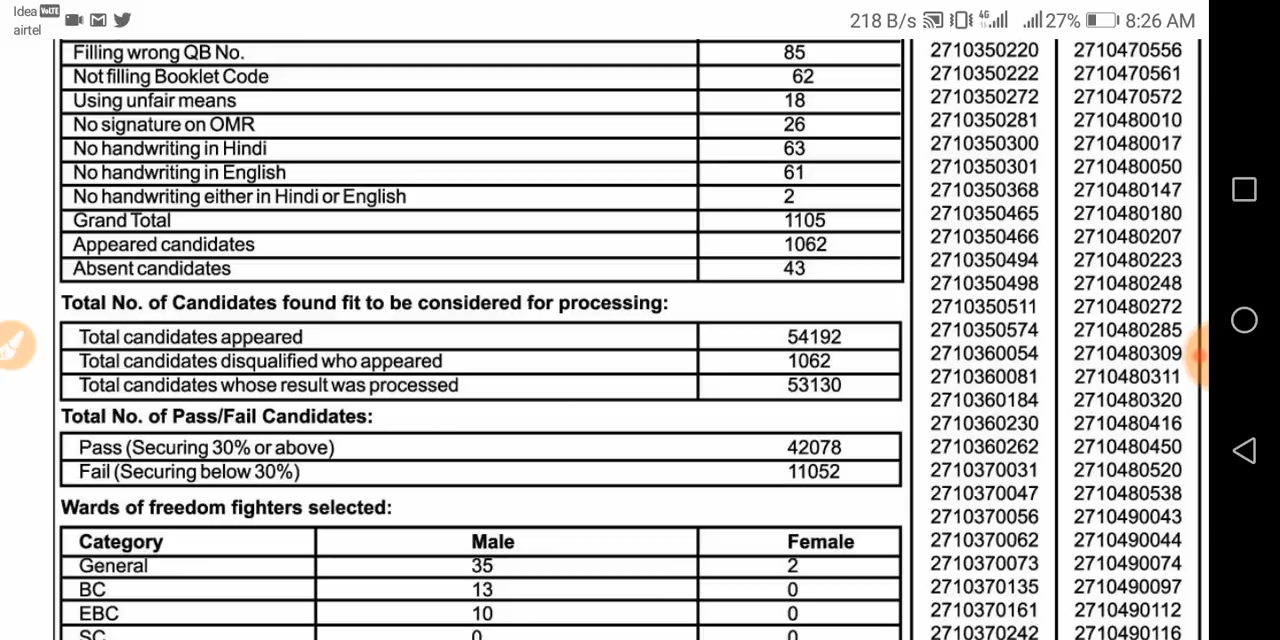 Idea VoLTE
airtel
218 B/s 4G 27% 8:26 AM
Filling wrong QB No. 85
Not filling Booklet Code 62
Using unfair means 18
No signature on OMR 26
No handwriting in Hindi 63
No handwriting in English 61
No handwriting either in Hindi or English 2
Grand Total 1105
Appeared candidates 1062
Absent candidates 43
Total No. of Candidates found fit to be considered for processing:
Total candidates appeared 54192
Total candidates disqualified who appeared 1062
Total candidates whose result was processed 53130
Total No. of Pass/Fail Candidates:
Pass (Securing 30% or above) 42078
Fail (Securing below 30%) 11052
Wards of freedom fighters selected:
Category Male Female
General 35 2
BC 13 0
EBC 10 0
SC 0 0
2710350220 2710470556
2710350222 2710470561
2710350272 2710470572
2710350281 2710480010
2710350300 2710480017
2710350301 2710480050
2710350368 2710480147
2710350465 2710480180
2710350466 2710480207
2710350494 2710480223
2710350498 2710480248
2710350511 2710480272
2710350574 2710480285
2710360054 2710480309
2710360081 2710480311
2710360184 2710480320
2710360230 2710480416
2710360262 2710480450
2710370031 2710480520
2710370047 2710480538
2710370056 2710490043
2710370062 2710490044
2710370073 2710490074
2710370135 2710490097
2710370161 2710490112
2710370242 2710490116